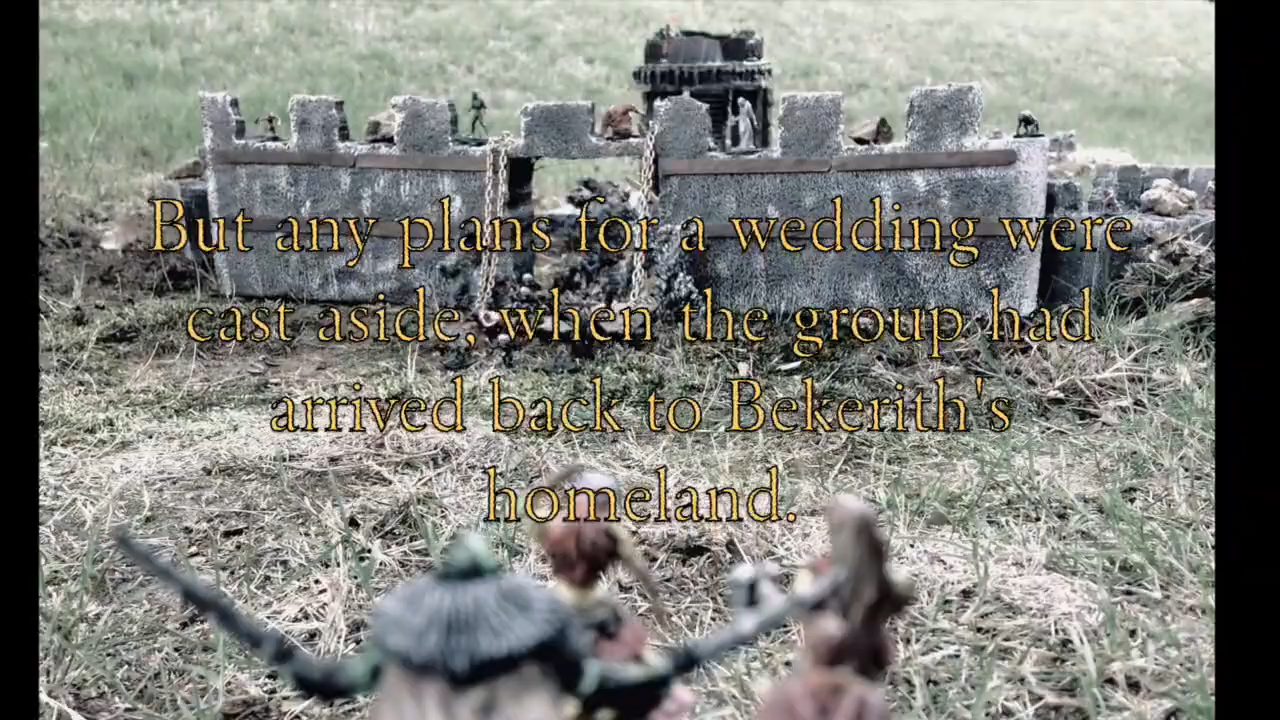 But any plans for a wedding were
cast aside, when the group had
arrived back to Bekerith's
homeland.